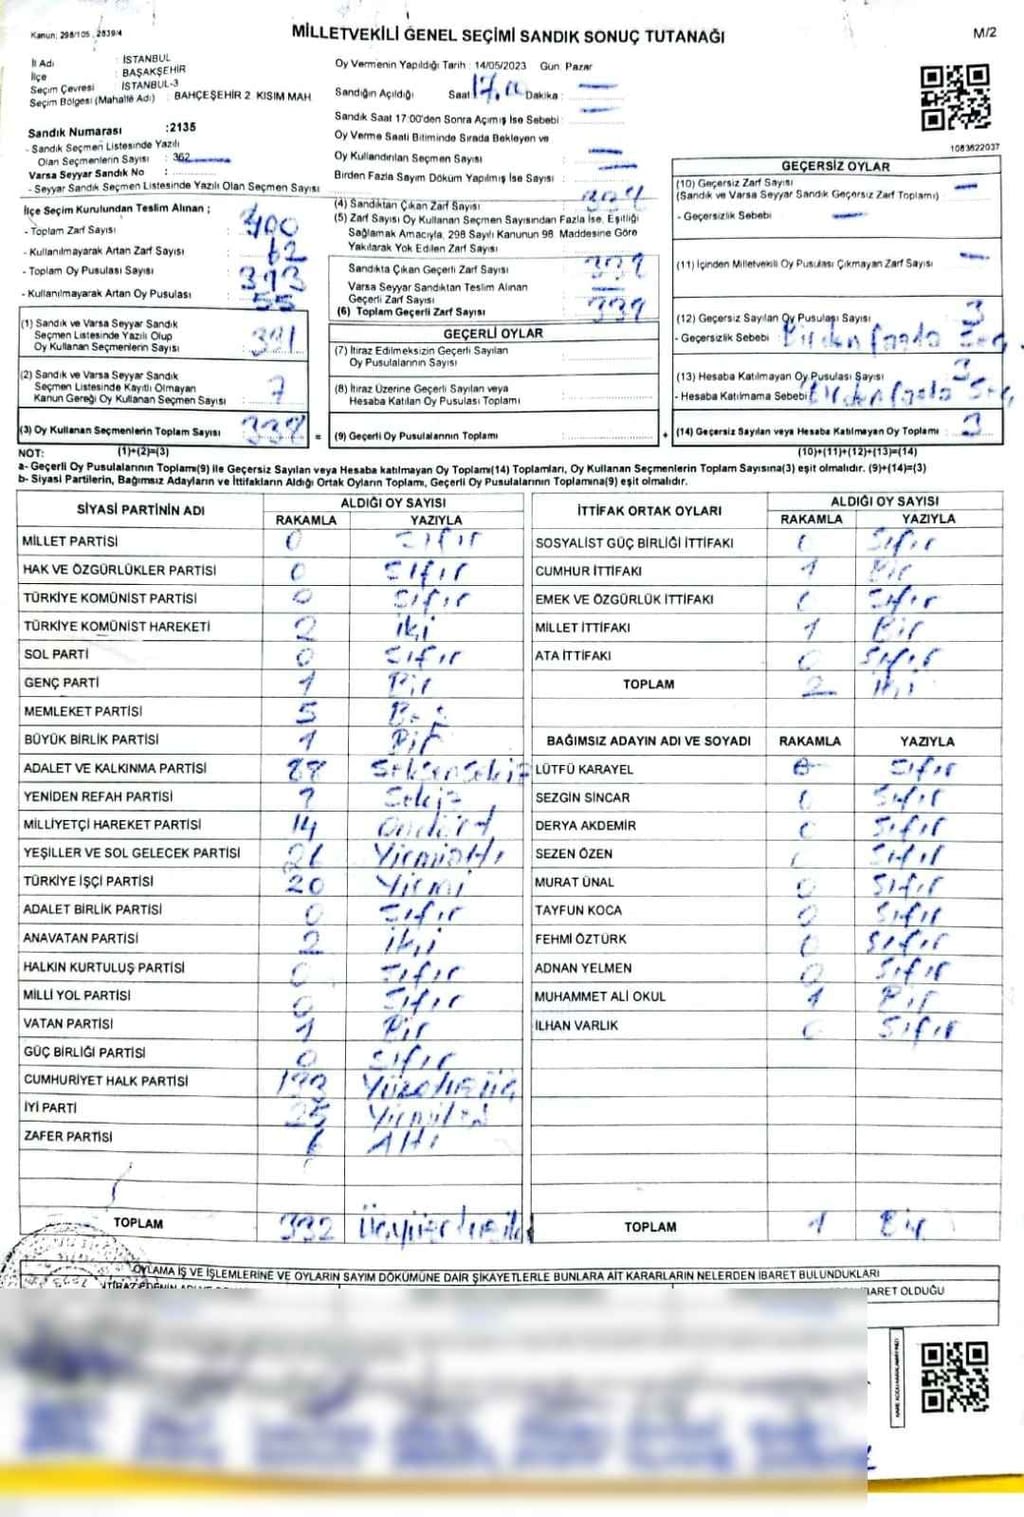 Kanun; 298/105 , 2839/4
MİLLETVEKİLİ GENEL SEÇİMİ SANDIK SONUÇ TUTANAĞI
M/2
İl Adı : İSTANBUL
İlçe : BAŞAKŞEHİR
Seçim Çevresi : İSTANBUL-3
Seçim Bölgesi (Mahalle Adı) : BAHÇEŞEHİR 2 KISIM MAH
Sandık Numarası :2135
- Sandık Seçmen Listesinde Yazılı
Olan Seçmenlerin Sayısı : 362
Varsa Seyyar Sandık No :
- Seyyar Sandık Seçmen Listesinde Yazılı Olan Seçmen Sayısı
Oy Vermenin Yapıldığı Tarih : 14/05/2023 Gün: Pazar
Sandığın Açıldığı Saat 17.00 Dakika :
Sandık Saat 17:00'den Sonra Açımış İse Sebebi :
Oy Verme Saati Bitiminde Sırada Bekleyen ve
Oy Kullandırılan Seçmen Sayısı :
Birden Fazla Sayım Döküm Yapılmış İse Sayısı :
1083622037
İlçe Seçim Kurulundan Teslim Alınan ;
- Toplam Zarf Sayısı : 400
- Kullanılmayarak Artan Zarf Sayısı : 62
- Toplam Oy Pusulası Sayısı : 393
- Kullanılmayarak Artan Oy Pusulası : 55
(1) Sandık ve Varsa Seyyar Sandık
Seçmen Listesinde Yazılı Olup
Oy Kullanan Seçmenlerin Sayısı :
(2) Sandık ve Varsa Seyyar Sandık
Seçmen Listesinde Kayıtlı Olmayan
Kanun Gereği Oy Kullanan Seçmen Sayısı : 7
(3) Oy Kullanan Seçmenlerin Toplam Sayısı : 338
(4) Sandıktan Çıkan Zarf Sayısı :
(5) Zarf Sayısı Oy Kullanan Seçmen Sayısından Fazla İse, Eşitliği
Sağlamak Amacıyla, 298 Sayılı Kanunun 98. Maddesine Göre
Yakılarak Yok Edilen Zarf Sayısı :
Sandıkta Çıkan Geçerli Zarf Sayısı :
Varsa Seyyar Sandıktan Teslim Alınan
Geçerli Zarf Sayısı :
(6) Toplam Geçerli Zarf Sayısı :
GEÇERLİ OYLAR
(7) İtiraz Edilmeksizin Geçerli Sayılan
Oy Pusulalarının Sayısı :
(8) İtiraz Üzerine Geçerli Sayılan veya
Hesaba Katılan Oy Pusulası Toplamı :
= (9) Geçerli Oy Pusulalarının Toplamı : +
GEÇERSİZ OYLAR
(10) Geçersiz Zarf Sayısı
(Sandık ve Varsa Seyyar Sandık Geçersiz Zarf Toplamı) :
- Geçersizlik Sebebi :
(11) İçinden Milletvekili Oy Pusulası Çıkmayan Zarf Sayısı :
(12) Geçersiz Sayılan Oy Pusulası Sayısı : 3
- Geçersizlik Sebebi : Birden fazla
(13) Hesaba Katılmayan Oy Pusulası Sayısı : 3
- Hesaba Katılmama Sebebi : Birden fazla
(14) Geçersiz Sayılan veya Hesaba Katılmayan Oy Toplamı : 3
NOT: (1)+(2)=(3) (10)+(11)+(12)+(13)=(14)
a- Geçerli Oy Pusulalarının Toplamı(9) ile Geçersiz Sayılan veya Hesaba katılmayan Oy Toplamı(14) Toplamları, Oy Kullanan Seçmenlerin Toplam Sayısına(3) eşit olmalıdır. (9)+(14)=(3)
b- Siyasi Partilerin, Bağımsız Adayların ve İttifakların Aldığı Ortak Oyların Toplamı, Geçerli Oy Pusulalarının Toplamına(9) eşit olmalıdır.
SİYASİ PARTİNİN ADI ALDIĞI OY SAYISI
RAKAMLA YAZIYLA
MİLLET PARTİSİ 0 Sıfır
HAK VE ÖZGÜRLÜKLER PARTİSİ 0 Sıfır
TÜRKİYE KOMÜNİST PARTİSİ 0 Sıfır
TÜRKİYE KOMÜNİST HAREKETİ 2 iki
SOL PARTİ 0 Sıfır
GENÇ PARTİ 1 Bir
MEMLEKET PARTİSİ 5 Beş
BÜYÜK BİRLİK PARTİSİ 1 Bir
ADALET VE KALKINMA PARTİSİ 88 Seksensekiz
YENİDEN REFAH PARTİSİ Sekiz
MİLLİYETÇİ HAREKET PARTİSİ 14 Ondört
YEŞİLLER VE SOL GELECEK PARTİSİ 26 Yirmialtı
TÜRKİYE İŞÇİ PARTİSİ 20 Yirmi
ADALET BİRLİK PARTİSİ 0 Sıfır
ANAVATAN PARTİSİ 2 iki
HALKIN KURTULUŞ PARTİSİ 0 Sıfır
MİLLİ YOL PARTİSİ 0 Sıfır
VATAN PARTİSİ 1 Bir
GÜÇ BİRLİĞİ PARTİSİ 0 Sıfır
CUMHURİYET HALK PARTİSİ 133 Yüzotuzüç
İYİ PARTİ 25 Yirmibeş
ZAFER PARTİSİ 6 Altı
TOPLAM 332 Üçyüzotuziki
İTTİFAK ORTAK OYLARI ALDIĞI OY SAYISI
RAKAMLA YAZIYLA
SOSYALİST GÜÇ BİRLİĞİ İTTİFAKI 0 Sıfır
CUMHUR İTTİFAKI 1 Bir
EMEK VE ÖZGÜRLÜK İTTİFAKI 0 Sıfır
MİLLET İTTİFAKI 1 Bir
ATA İTTİFAKI 0 Sıfır
TOPLAM 2 iki
BAĞIMSIZ ADAYIN ADI VE SOYADI RAKAMLA YAZIYLA
LÜTFÜ KARAYEL 0 Sıfır
SEZGİN SİNCAR 0 Sıfır
DERYA AKDEMİR 0 Sıfır
SEZEN ÖZEN 0 Sıfır
MURAT ÜNAL 0 Sıfır
TAYFUN KOCA 0 Sıfır
FEHMİ ÖZTÜRK 0 Sıfır
ADNAN YELMEN 0 Sıfır
MUHAMMET ALİ OKUL 1 Bir
İLHAN VARLIK 0 Sıfır
TOPLAM 1 Bir
OYLAMA İŞ VE İŞLEMLERİNE VE OYLARIN SAYIM DÖKÜMÜNE DAİR ŞİKAYETLERLE BUNLARA AİT KARARLARIN NELERDEN İBARET BULUNDUKLARI
İBARET OLDUĞU